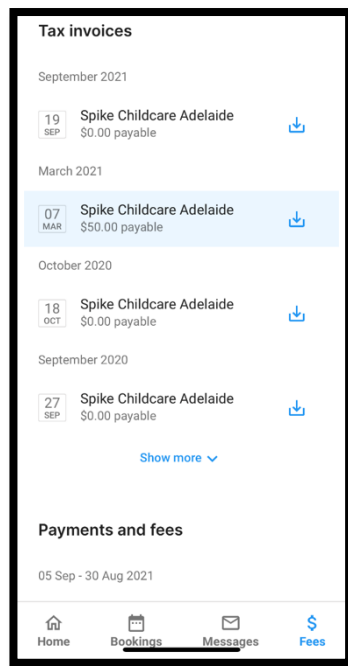 Tax invoices
September 2021
19 SEP
Spike Childcare Adelaide
$0.00 payable
March 2021
07 MAR
Spike Childcare Adelaide
$50.00 payable
October 2020
18 OCT
Spike Childcare Adelaide
$0.00 payable
September 2020
27 SEP
Spike Childcare Adelaide
$0.00 payable
Show more
Payments and fees
05 Sep - 30 Aug 2021
Home Bookings Messages Fees